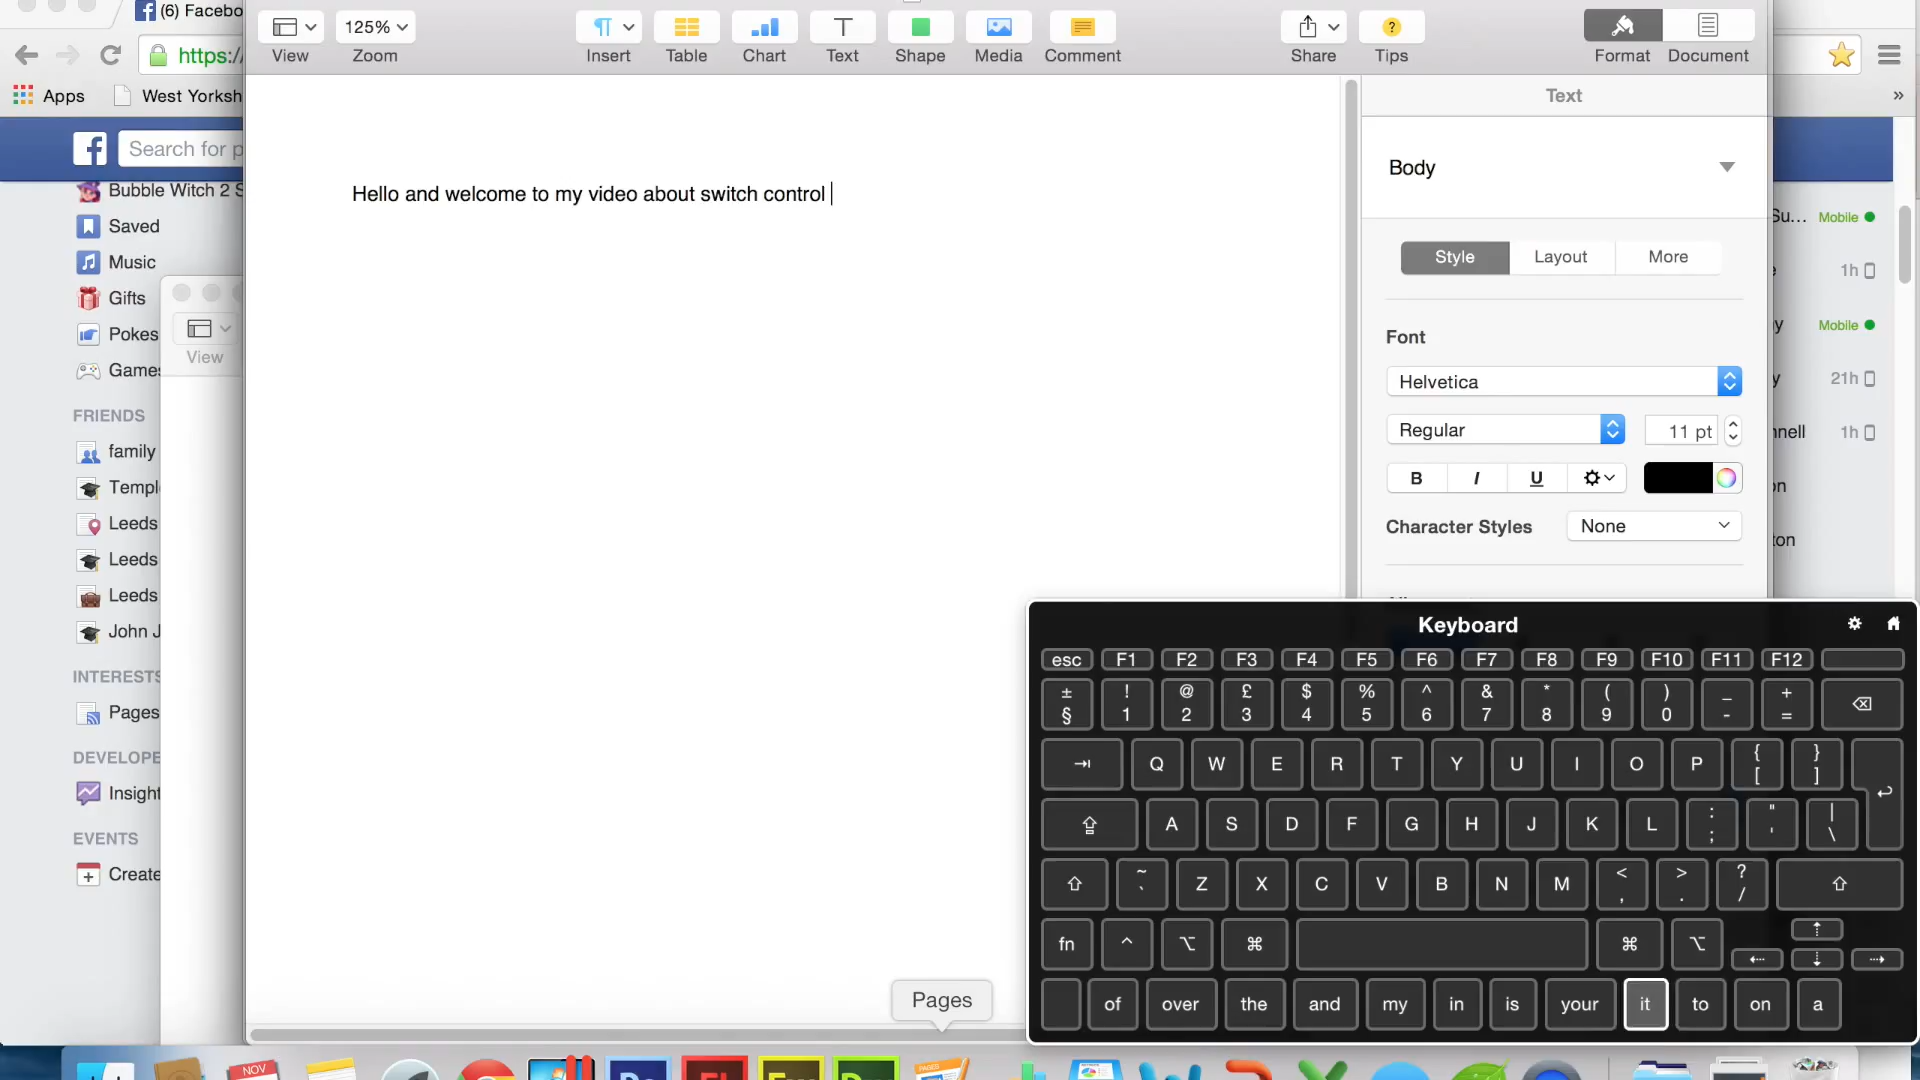 (6) Facebo
View
125%
Zoom
Insert
Table
Chart
Text
Shape
Media
Comment
Share
Tips
Format
Document
https:/
Apps
West Yorksh
»
Text
Search for p
Hello and welcome to my video about switch control
Body
Bubble Witch 2 S
Saved
Music
Gifts
Pokes
Games
View
Style
Layout
More
Font
Helvetica
Regular
11 pt
B
I
U
Character Styles
None
Su...
Mobile
1h
y
Mobile
y
21h
nnell
1h
on
ton
FRIENDS
family
Templ
Leeds
Leeds
Leeds
John J
INTERESTS
Pages
DEVELOPE
Insight
EVENTS
Create
Pages
Keyboard
esc F1 F2 F3 F4 F5 F6 F7 F8 F9 F10 F11 F12
± ! @ £ $ % ^ & * ( ) _ +
§ 1 2 3 4 5 6 7 8 9 0 - =
Q W E R T Y U I O P { }
[ ]
A S D F G H J K L : " |
; ' \
~ Z X C V B N M < > ?
` , . /
fn ^ ⌥ ⌘ ⌘ ⌥
of over the and my in is your it to on a
NOV